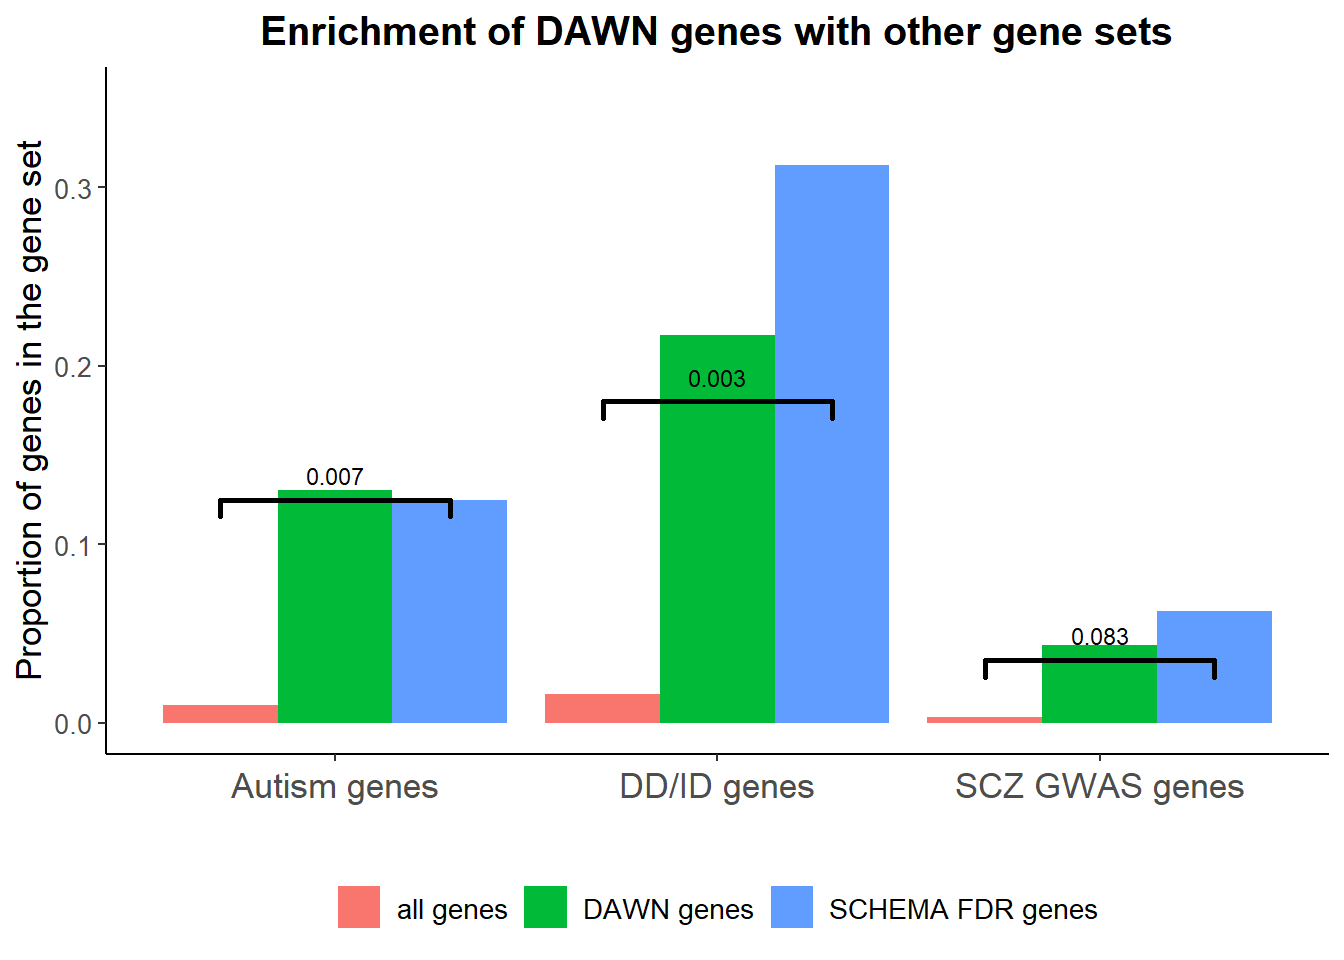 Enrichment of DAWN genes with other gene sets
Proportion of genes in the gene set
0.3
0.2
0.1
0.0
0.007
0.003
0.083
Autism genes
DD/ID genes
SCZ GWAS genes
all genes
DAWN genes
SCHEMA FDR genes